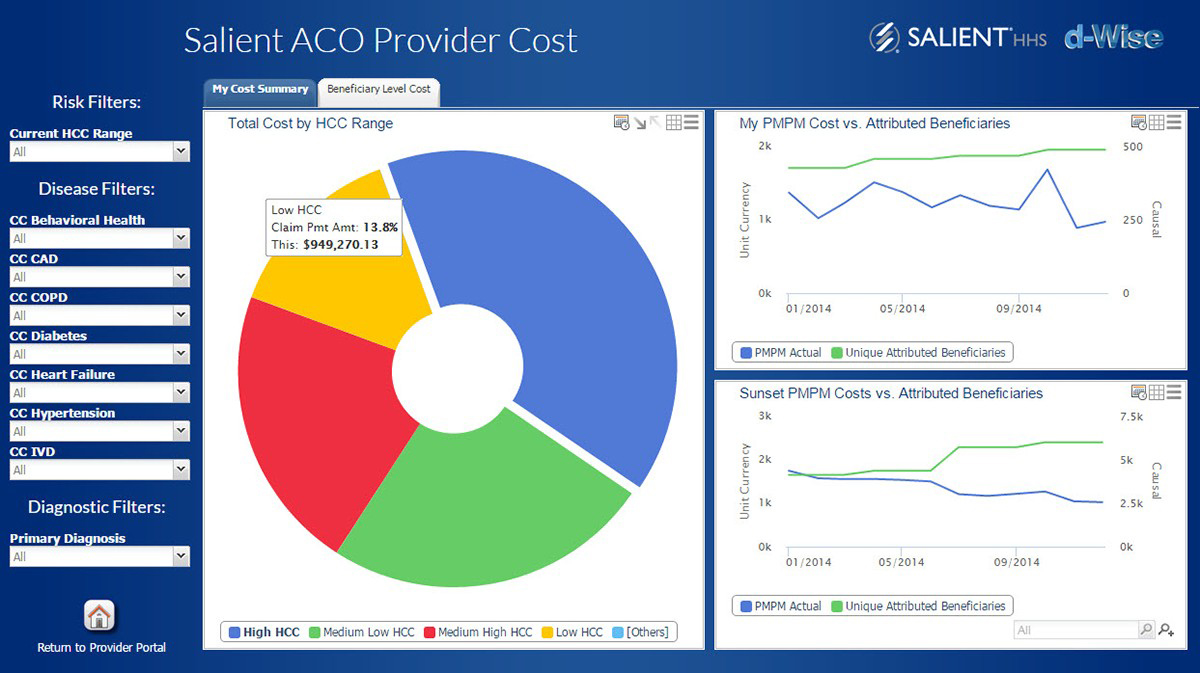 Salient ACO Provider Cost
SALIENT® HHS
d-Wise
Risk Filters:
Current HCC Range
All
Disease Filters:
CC Behavioral Health
All
CC CAD
All
CC COPD
All
CC Diabetes
All
CC Heart Failure
All
CC Hypertension
All
CC IVD
All
Diagnostic Filters:
Primary Diagnosis
All
Return to Provider Portal
My Cost Summary
Beneficiary Level Cost
Total Cost by HCC Range
Low HCC
Claim Pmt Amt: 13.8%
This: $949,270.13
High HCC Medium Low HCC Medium High HCC Low HCC [Others]
My PMPM Cost vs. Attributed Beneficiaries
2k
1k
0k
Unit Currency
500
250
0
Causal
01/2014 05/2014 09/2014
PMPM Actual Unique Attributed Beneficiaries
Sunset PMPM Costs vs. Attributed Beneficiaries
3k
2k
1k
0k
Unit Currency
7.5k
5k
2.5k
0k
Causal
01/2014 05/2014 09/2014
PMPM Actual Unique Attributed Beneficiaries
All